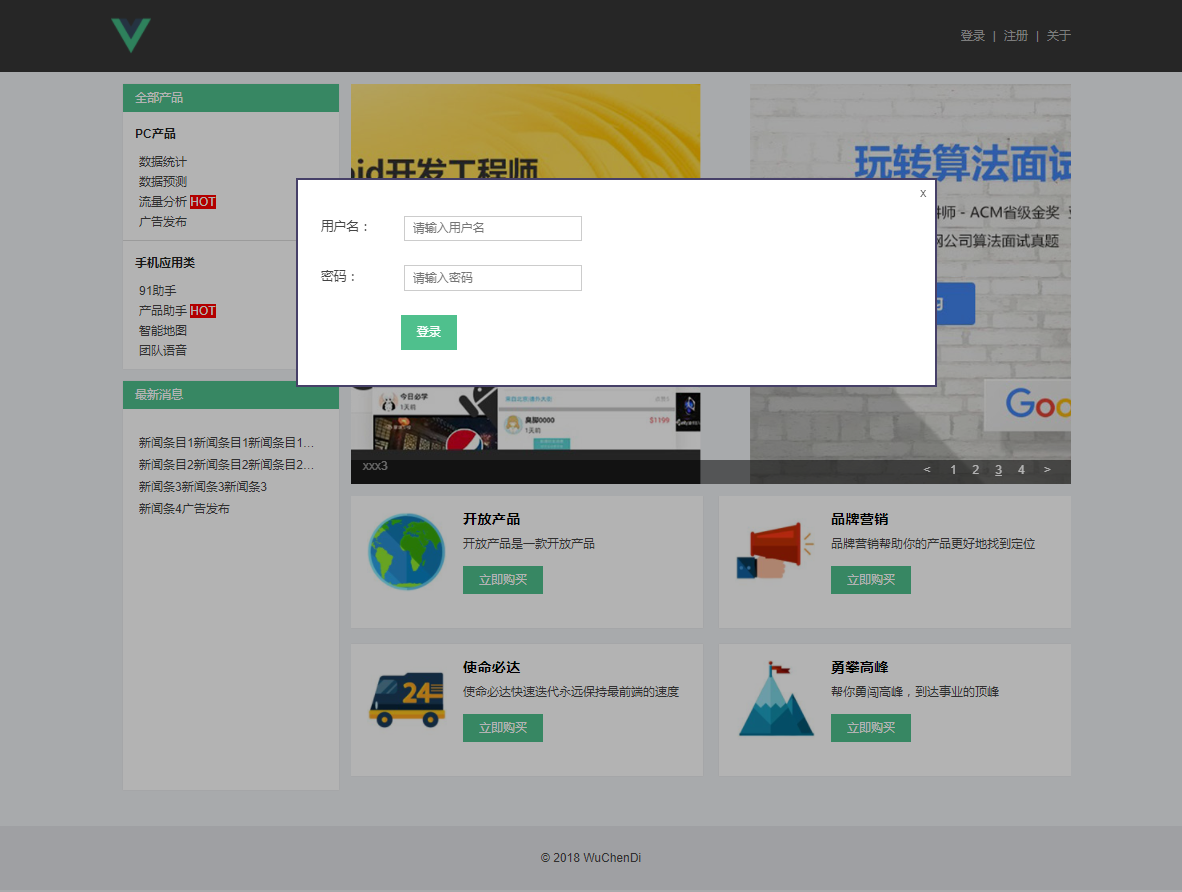 登录 | 注册 | 关于
全部产品
PC产品
数据统计
数据预测
流量分析 HOT
广告发布
手机应用类
91助手
产品助手 HOT
智能地图
团队语音
最新消息
新闻条目1新闻条目1新闻条目1...
新闻条目2新闻条目2新闻条目2...
新闻条3新闻条3新闻条3
新闻条4广告发布
oid开发工程师
玩转算法面试
讲师 - ACM省级金奖
网公司算法面试真题
g
Goo
x
用户名：
请输入用户名
密码：
请输入密码
登录
今日必学
1天前
臭脚0000
1天前
$1199
xxx3
< 1 2 3 4 >
开放产品
开放产品是一款开放产品
立即购买
品牌营销
品牌营销帮助你的产品更好地找到定位
立即购买
24
使命必达
使命必达快速迭代永远保持最前端的速度
立即购买
勇攀高峰
帮你勇闯高峰，到达事业的顶峰
立即购买
© 2018 WuChenDi